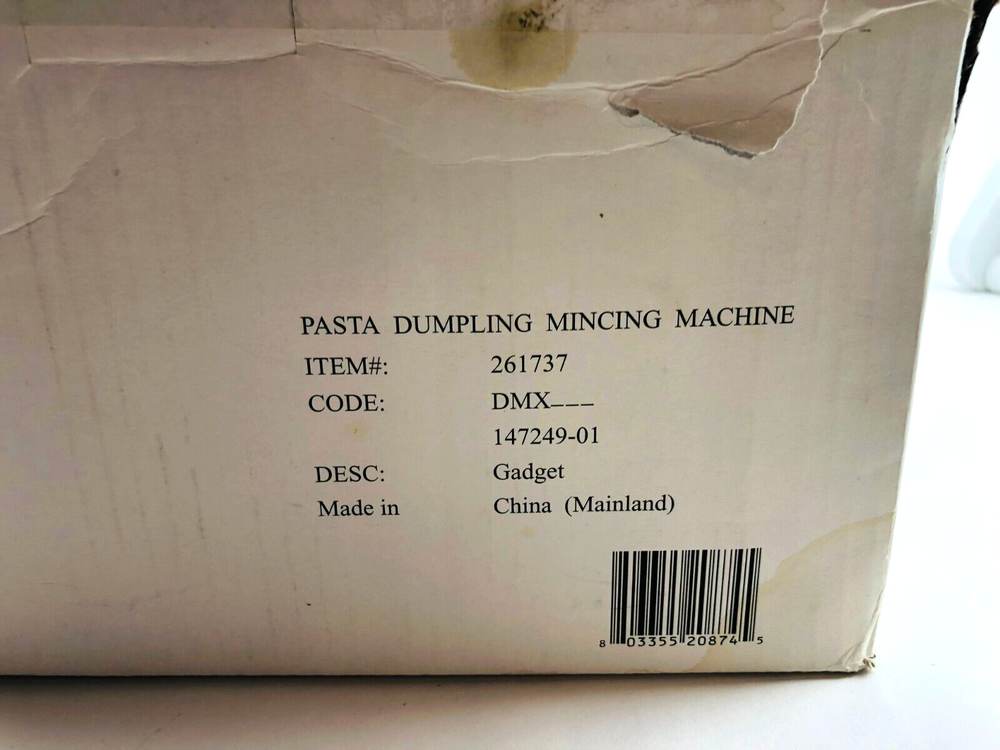 PASTA DUMPLING MINCING MACHINE
ITEM#: 261737
CODE: DMX___
147249-01
DESC: Gadget
Made in China (Mainland)
8 03355 20874 5